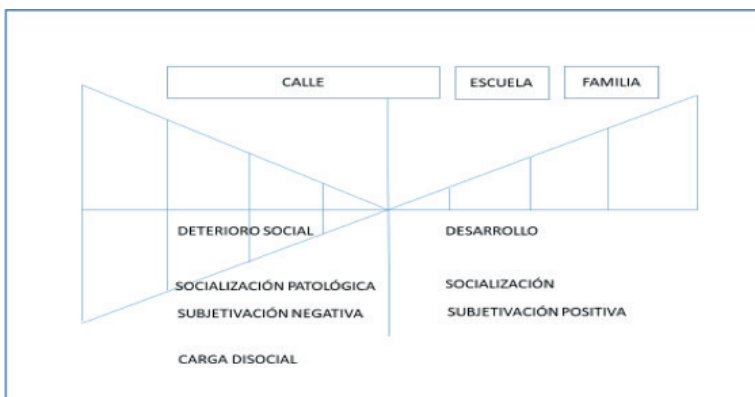 CALLE
ESCUELA
FAMILIA
DETERIORO SOCIAL
DESARROLLO
SOCIALIZACIÓN PATOLÓGICA
SOCIALIZACIÓN
SUBJETIVACIÓN NEGATIVA
SUBJETIVACIÓN POSITIVA
CARGA DISOCIAL